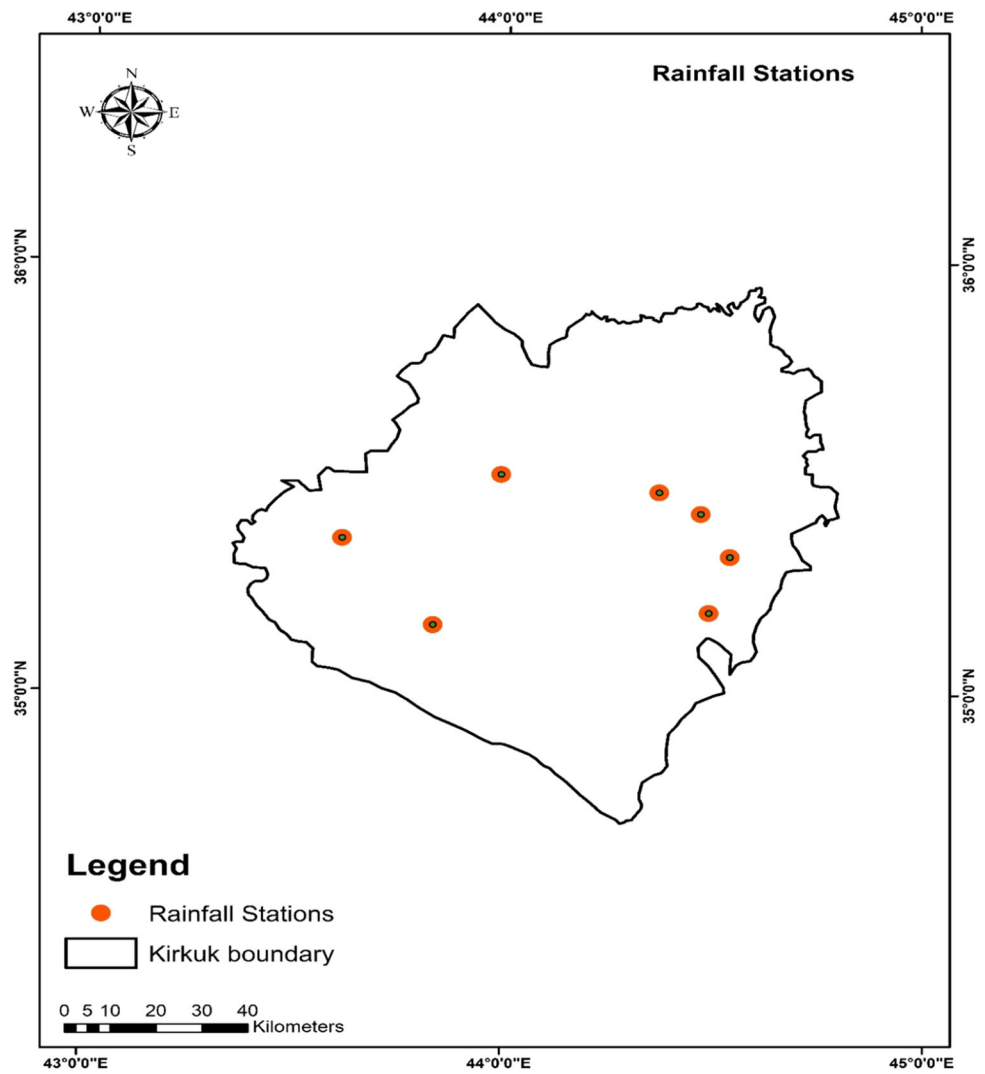 43°0'0"E 44°0'0"E 45°0'0"E
Rainfall Stations
N
W E
S
36°0'0"N 36°0'0"N
35°0'0"N 35°0'0"N
Legend
Rainfall Stations
Kirkuk boundary
0 5 10 20 30 40
Kilometers
43°0'0"E 44°0'0"E 45°0'0"E